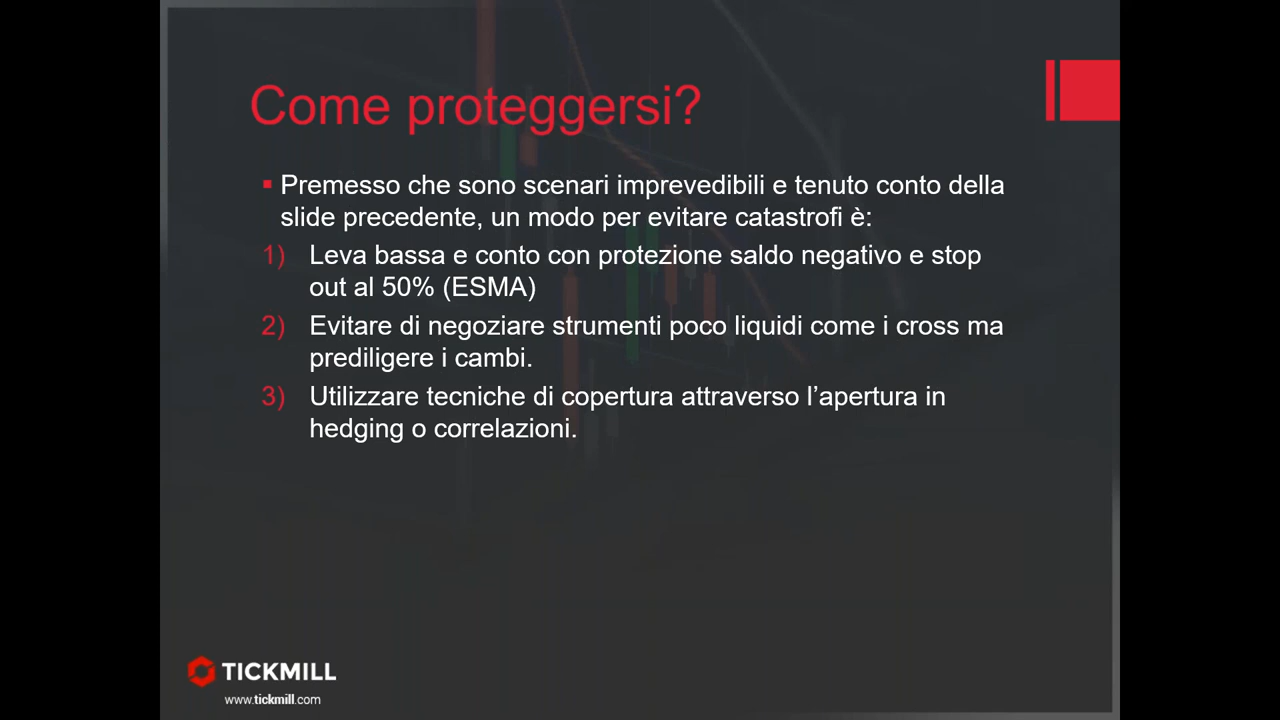 Come proteggersi?
Premesso che sono scenari imprevedibili e tenuto conto della
slide precedente, un modo per evitare catastrofi è:
1) Leva bassa e conto con protezione saldo negativo e stop
out al 50% (ESMA)
2) Evitare di negoziare strumenti poco liquidi come i cross ma
prediligere i cambi.
3) Utilizzare tecniche di copertura attraverso l’apertura in
hedging o correlazioni.
TICKMILL
www.tickmill.com